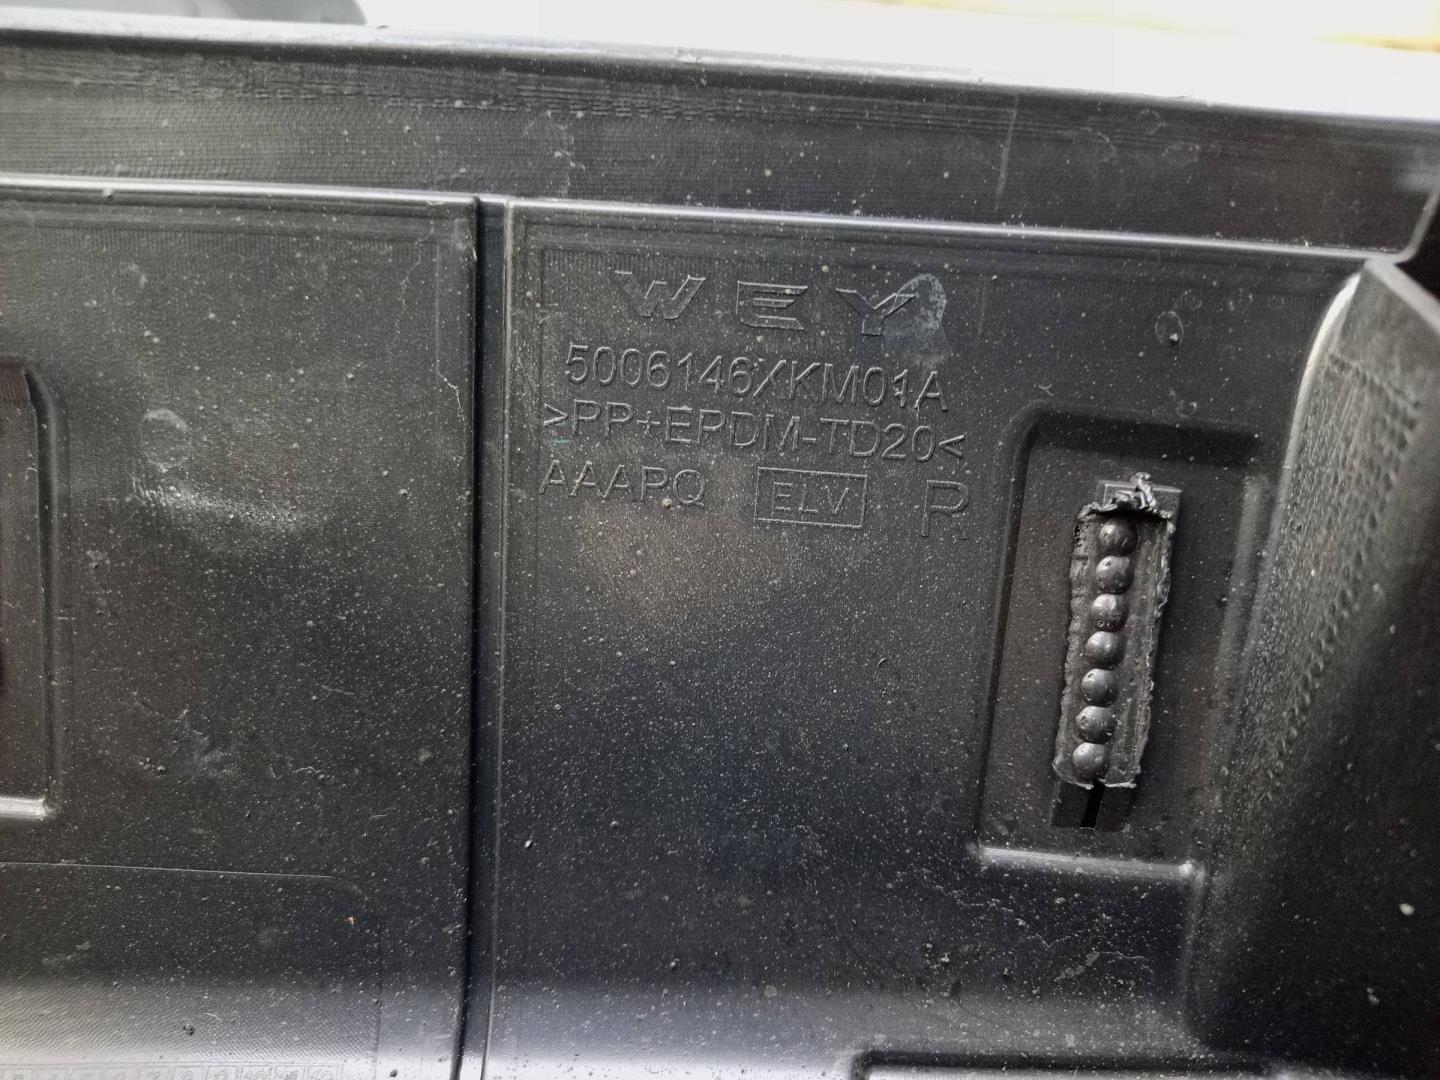 WEY
5006146XKM01A
>PP+EPDM-TD20<
AAAPQ ELV R